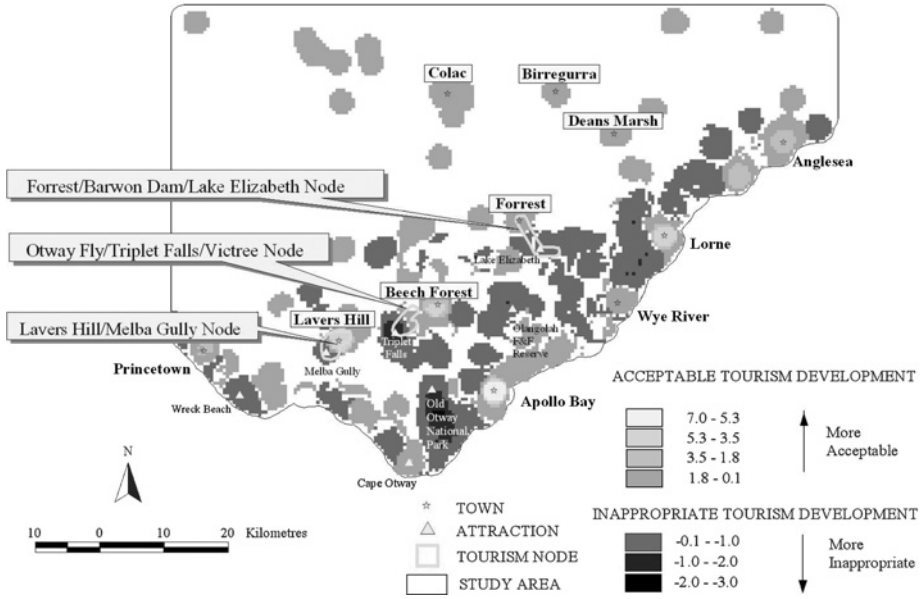 Colac
Birregurra
Deans Marsh
Anglesea
Forrest/Barwon Dam/Lake Elizabeth Node
Forrest
Lorne
Otway Fly/Triplet Falls/Victree Node
Lake Elizabeth
Beech Forest
Wye River
Lavers Hill/Melba Gully Node
Lavers Hill
Triplet
Falls
Olangolah
F&F
Reserve
Princetown
Melba Gully
Wreck Beach
Apollo Bay
Old
Otway
National
Park
Cape Otway
ACCEPTABLE TOURISM DEVELOPMENT
7.0 - 5.3
5.3 - 3.5
3.5 - 1.8
1.8 - 0.1
More
Acceptable
INAPPROPRIATE TOURISM DEVELOPMENT
-0.1 - -1.0
-1.0 - -2.0
-2.0 - -3.0
More
Inappropriate
N
10 0 10 20 Kilometres
TOWN
ATTRACTION
TOURISM NODE
STUDY AREA